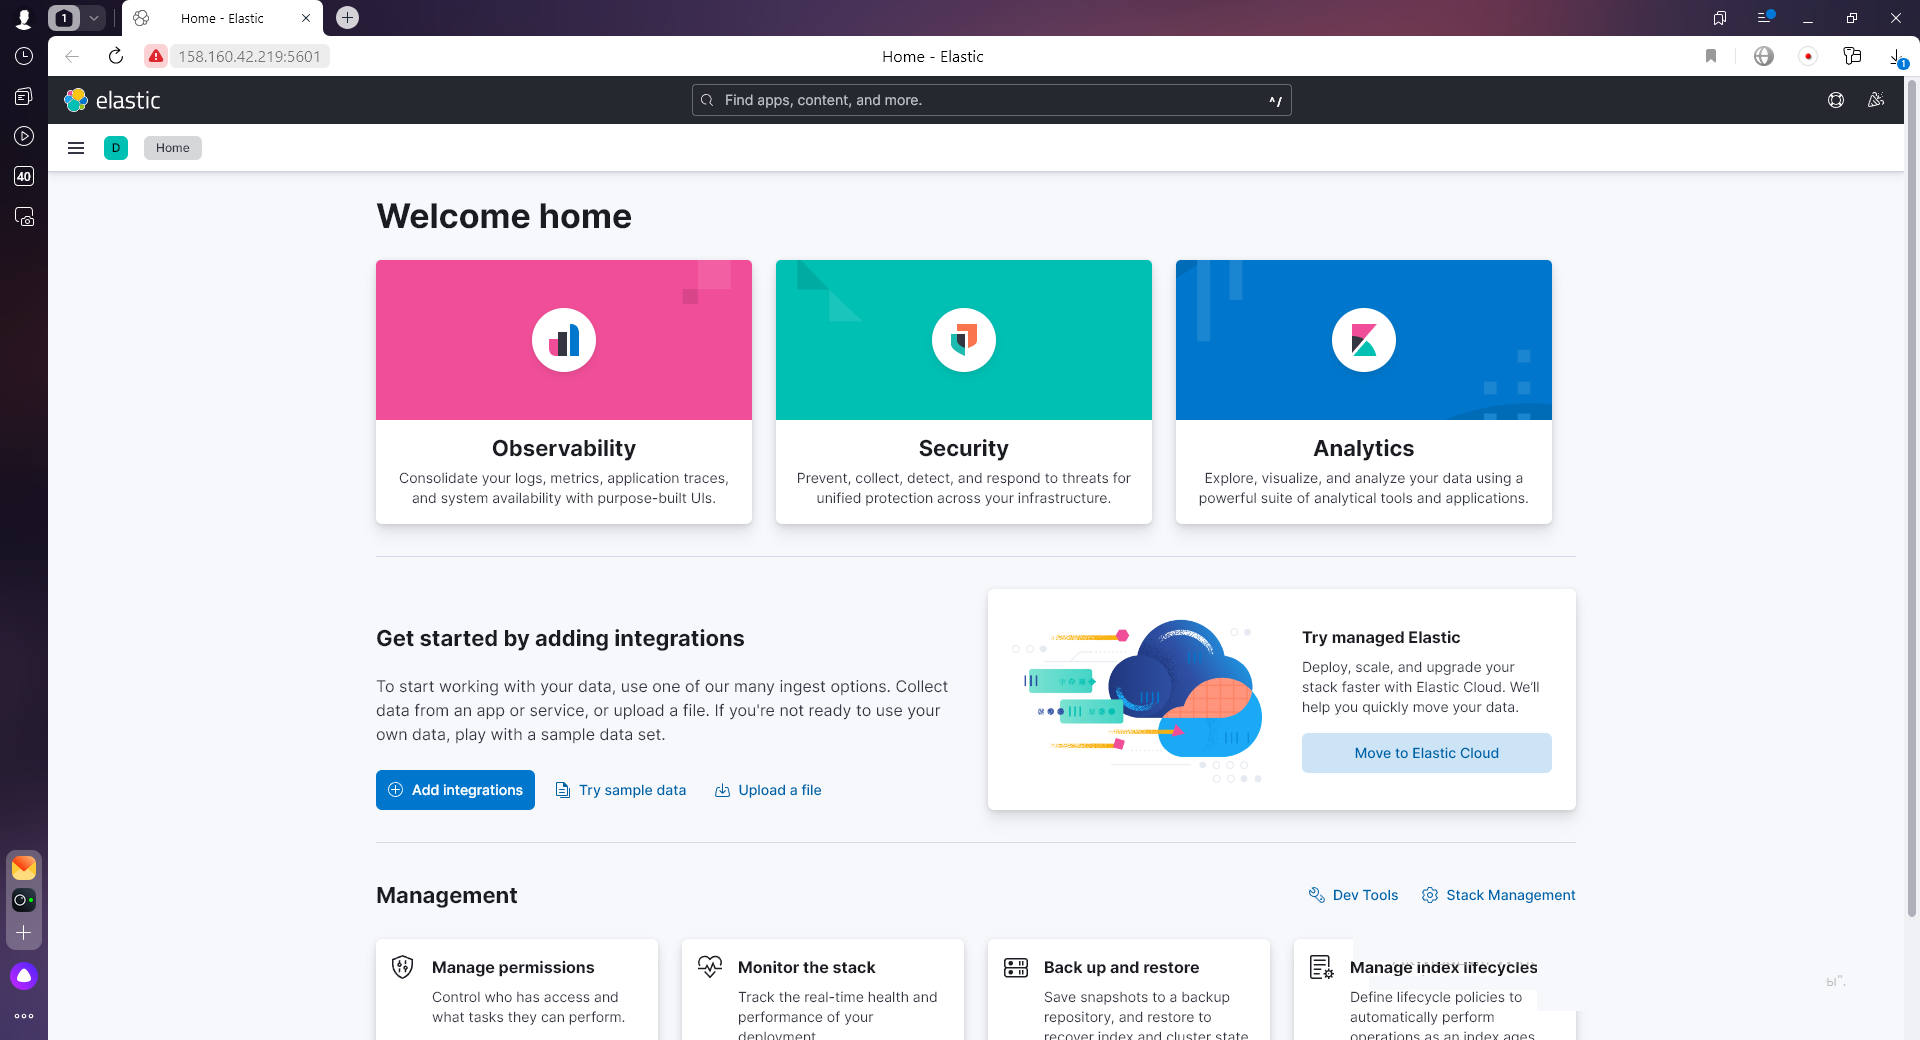 1
Home - Elastic
158.160.42.219:5601
Home - Elastic
1
elastic
Find apps, content, and more.
^/
D
Home
40
Welcome home
Observability
Consolidate your logs, metrics, application traces,
and system availability with purpose-built UIs.
Security
Prevent, collect, detect, and respond to threats for
unified protection across your infrastructure.
Analytics
Explore, visualize, and analyze your data using a
powerful suite of analytical tools and applications.
Get started by adding integrations
To start working with your data, use one of our many ingest options. Collect
data from an app or service, or upload a file. If you're not ready to use your
own data, play with a sample data set.
Add integrations
Try sample data
Upload a file
Try managed Elastic
Deploy, scale, and upgrade your
stack faster with Elastic Cloud. We'll
help you quickly move your data.
Move to Elastic Cloud
Management
Dev Tools
Stack Management
Manage permissions
Control who has access and
what tasks they can perform.
Monitor the stack
Track the real-time health and
performance of your
deployment.
Back up and restore
Save snapshots to a backup
repository, and restore to
recover index and cluster state.
Manage index lifecycles
Define lifecycle policies to
automatically perform
operations as an index ages.
ы".